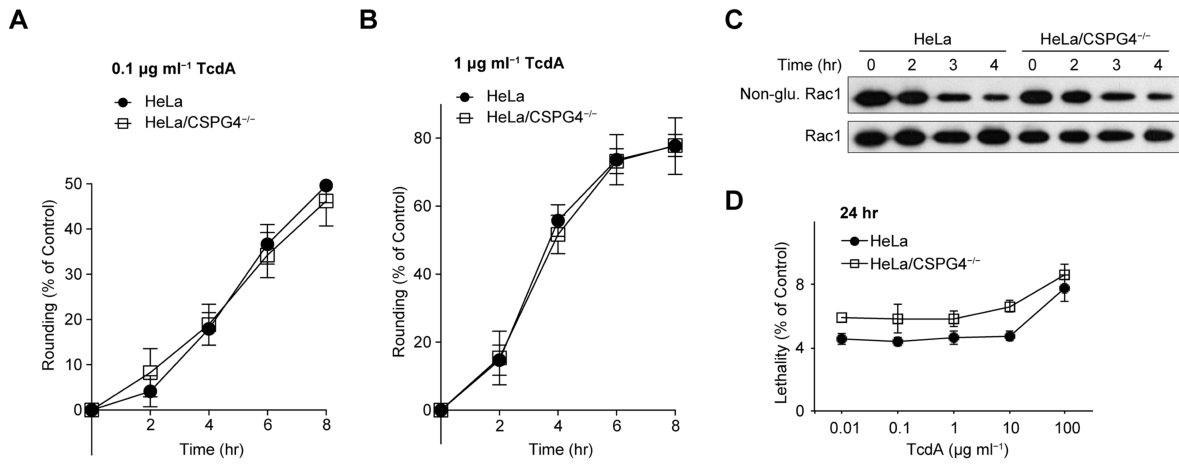 A
0.1 µg ml⁻¹ TcdA
HeLa
HeLa/CSPG4⁻/⁻
Rounding (% of Control)
50
40
30
20
10
0
2
4
6
8
Time (hr)
B
1 µg ml⁻¹ TcdA
HeLa
HeLa/CSPG4⁻/⁻
Rounding (% of Control)
80
60
40
20
0
2
4
6
8
Time (hr)
C
HeLa HeLa/CSPG4⁻/⁻
Time (hr) 0 2 3 4 0 2 3 4
Non-glu. Rac1
Rac1
D
24 hr
HeLa
HeLa/CSPG4⁻/⁻
Lethality (% of Control)
8
4
0
0.01 0.1 1 10 100
TcdA (µg ml⁻¹)